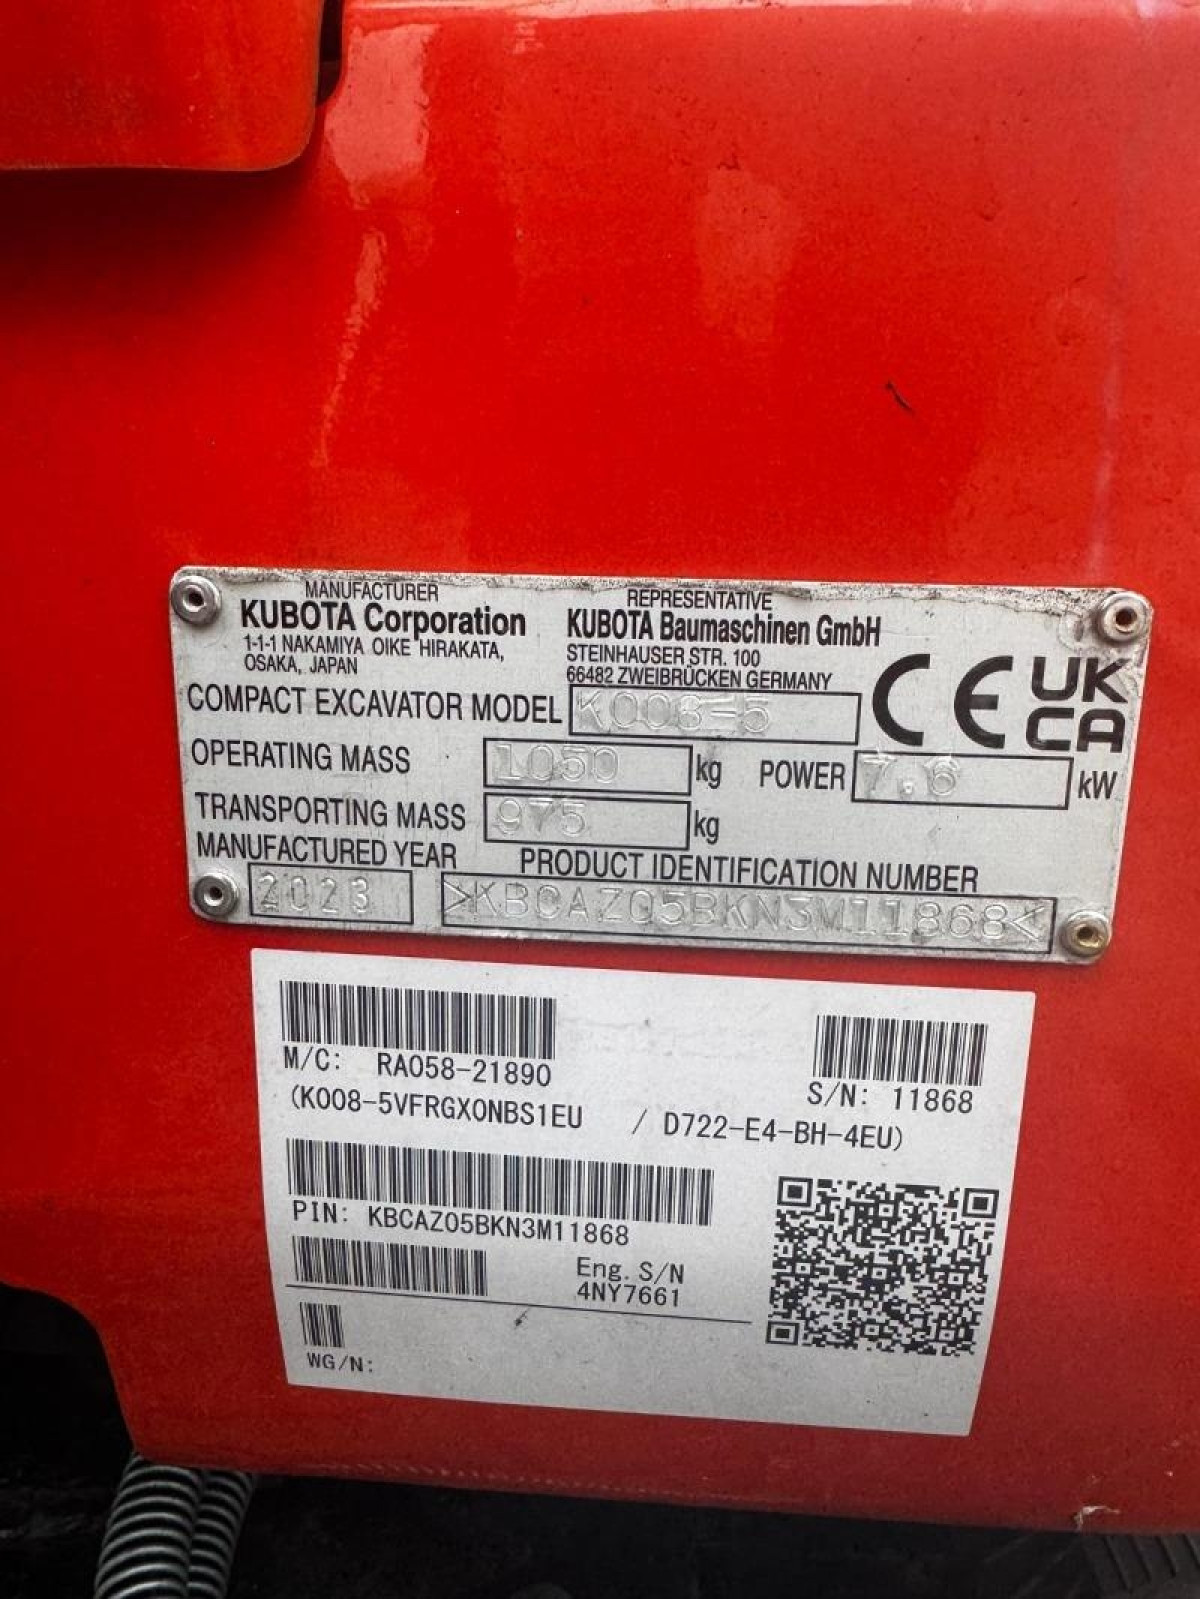 MANUFACTURER
KUBOTA Corporation
1-1-1 NAKAMIYA OIKE HIRAKATA,
OSAKA, JAPAN
REPRESENTATIVE
KUBOTA Baumaschinen GmbH
STEINHAUSER STR. 100
66482 ZWEIBRÜCKEN GERMANY
COMPACT EXCAVATOR MODEL K008-5
CE
UK
CA
OPERATING MASS 1050 kg
POWER 7.6 kW
TRANSPORTING MASS 975 kg
MANUFACTURED YEAR
2023
PRODUCT IDENTIFICATION NUMBER
>KBCAZ05BKN3M11868<
M/C: RA058-21890
S/N: 11868
(K008-5VFRGX0NBS1EU / D722-E4-BH-4EU)
PIN: KBCAZ05BKN3M11868
Eng. S/N
4NY7661
WG/N: